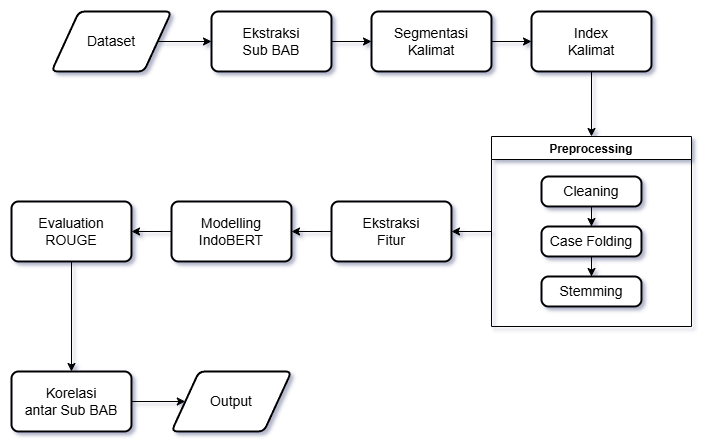 Dataset
Ekstraksi
Sub BAB
Segmentasi
Kalimat
Index
Kalimat
Preprocessing
Cleaning
Case Folding
Stemming
Ekstraksi
Fitur
Modelling
IndoBERT
Evaluation
ROUGE
Korelasi
antar Sub BAB
Output